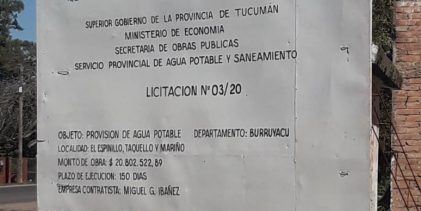 SUPERIOR GOBIERNO DE LA PROVINCIA DE TUCUMÁN
MINISTERIO DE ECONOMIA
SECRETARIA DE OBRAS PUBLICAS
SERVICIO PROVINCIAL DE AGUA POTABLE Y SANEAMIENTO
LICITACION Nº 03/20
OBJETO: PROVISION DE AGUA POTABLE DEPARTAMENTO: BURRUYACU
LOCALIDAD: EL ESPINILLO, TAQUELLO Y MARIÑO
MONTO DE OBRA: $ 20.802.522,89
PLAZO DE EJECUCION: 150 DIAS
EMPRESA CONTRATISTA: MIGUEL G. IBAÑEZ